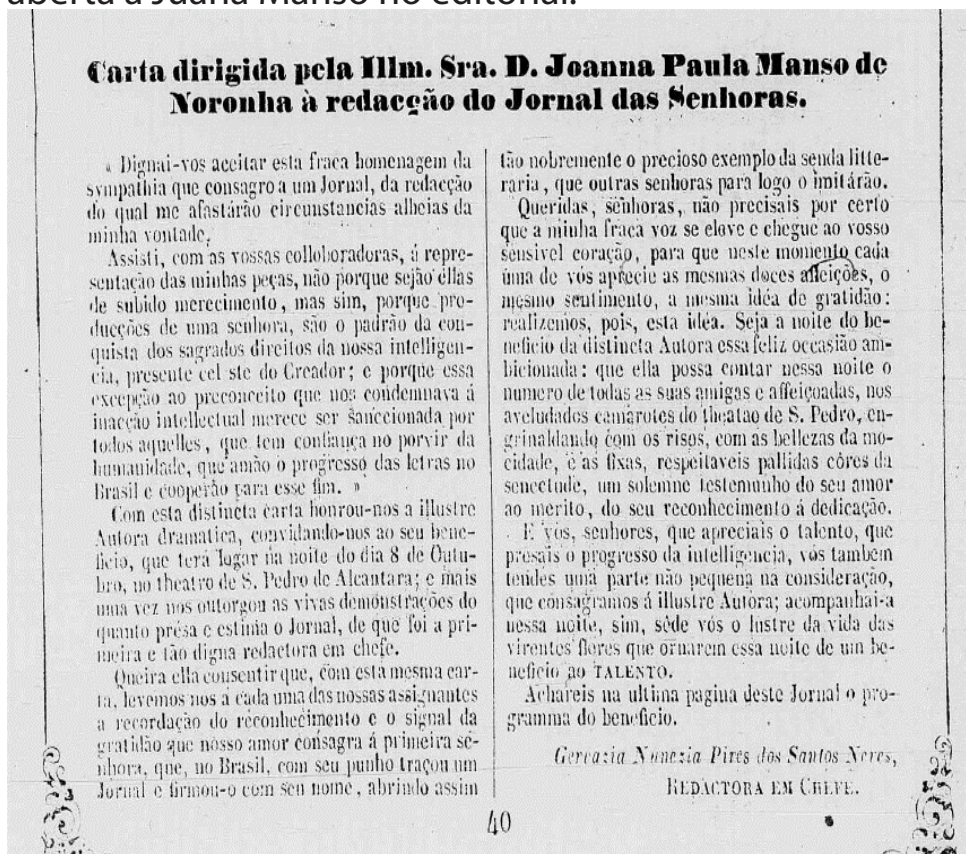 aberta a Juana Manso no editorial:
Carta dirigida pela Illm. Sra. D. Joanna Paula Manso de
Noronha à redacção do Jornal das Senhoras.
« Dignai-vos acceitar esta fraca homenagem da
sympathia que consagro a um Jornal, da redacção
do qual me afastárão circunstancias alheias da
minha vontade.
Assisti, com as vossas colloboradoras, á repre-
sentação das minhas peças, não porque sejão ellas
de subido merecimento, mas sim, porque pro-
ducções de uma senhora, são o padrão da con-
quista dos sagrados direitos da nossa intelligen-
cia, presente cel ste do Creador; e porque essa
excepção ao preconceito que nos condemnava á
inacção intellectual merece ser sanccionada por
todos aquelles, que tem confiança no porvir da
humanidade, que amão o progresso das letras no
Brasil e cooperão para esse fim. »
Com esta distincta carta honrou-nos a illustre
Autora dramatica, convidando-nos ao seu bene-
ficio, que terá logar na noite do dia 8 de Outu-
bro, no theatro de S. Pedro de Alcantara; e mais
uma vez nos outorgou as vivas demonstrações do
quanto présa e estima o Jornal, de que foi a pri-
meira e tão digna redactora em chefe.
Queira ella consentir que, com esta mesma car-
ta, levemos nos á cada uma das nossas assignantes
a recordação do reconhecimento e o signal da
gratidão que nosso amor consagra á primeira se-
nhora, que, no Brasil, com seu punho traçou um
Jornal e firmou-o com seu nome, abrindo assim
tão nobremente o precioso exemplo da senda litte-
raria, que outras senhoras para logo o imitárão.
Queridas, senhoras, não precisais por certo
que a minha fraca voz se eleve e chegue ao vosso
sensivel coração, para que neste momento cada
uma de vós aprecie as mesmas doces affeições, o
mesmo sentimento, a mesma idéa de gratidão:
realizemos, pois, esta idéa. Seja a noite do be-
neficio da distincta Autora essa feliz occasião am-
bicionada: que ella possa contar nessa noite o
numero de todas as suas amigas e affeiçoadas, nos
aveludados camarotes do theatao de S. Pedro, en-
grinaldando com os risos, com as bellezas da mo-
cidade, e as fixas, respeitaveis pallidas côres da
senectude, um solemne testemunho do seu amor
ao merito, do seu reconhecimento á dedicação.
E vós, senhores, que apreciais o talento, que
presais o progresso da intelligencia, vós tambem
tendes uma parte não pequena na consideração,
que consagramos á illustre Autora; acompanhai-a
nessa noite, sim, sède vós o lustre da vida das
virentes flores que ornarem essa noite de um be-
neficio ao TALENTO.
Achareis na ultima pagina deste Jornal o pro-
gramma do beneficio.
Gervazia Nunezia Pires dos Santos Neves,
REDACTORA EM CHEFE.
40